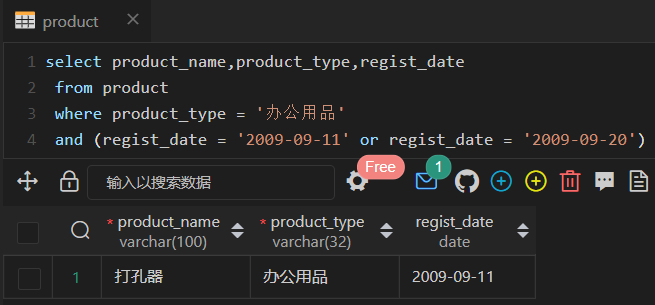 product
1 select product_name,product_type,regist_date
2 from product
3 where product_type = '办公用品'
4 and (regist_date = '2009-09-11' or regist_date = '2009-09-20')
输入以搜索数据 Free 1
* product_name * product_type regist_date
varchar(100) varchar(32) date
1 打孔器 办公用品 2009-09-11